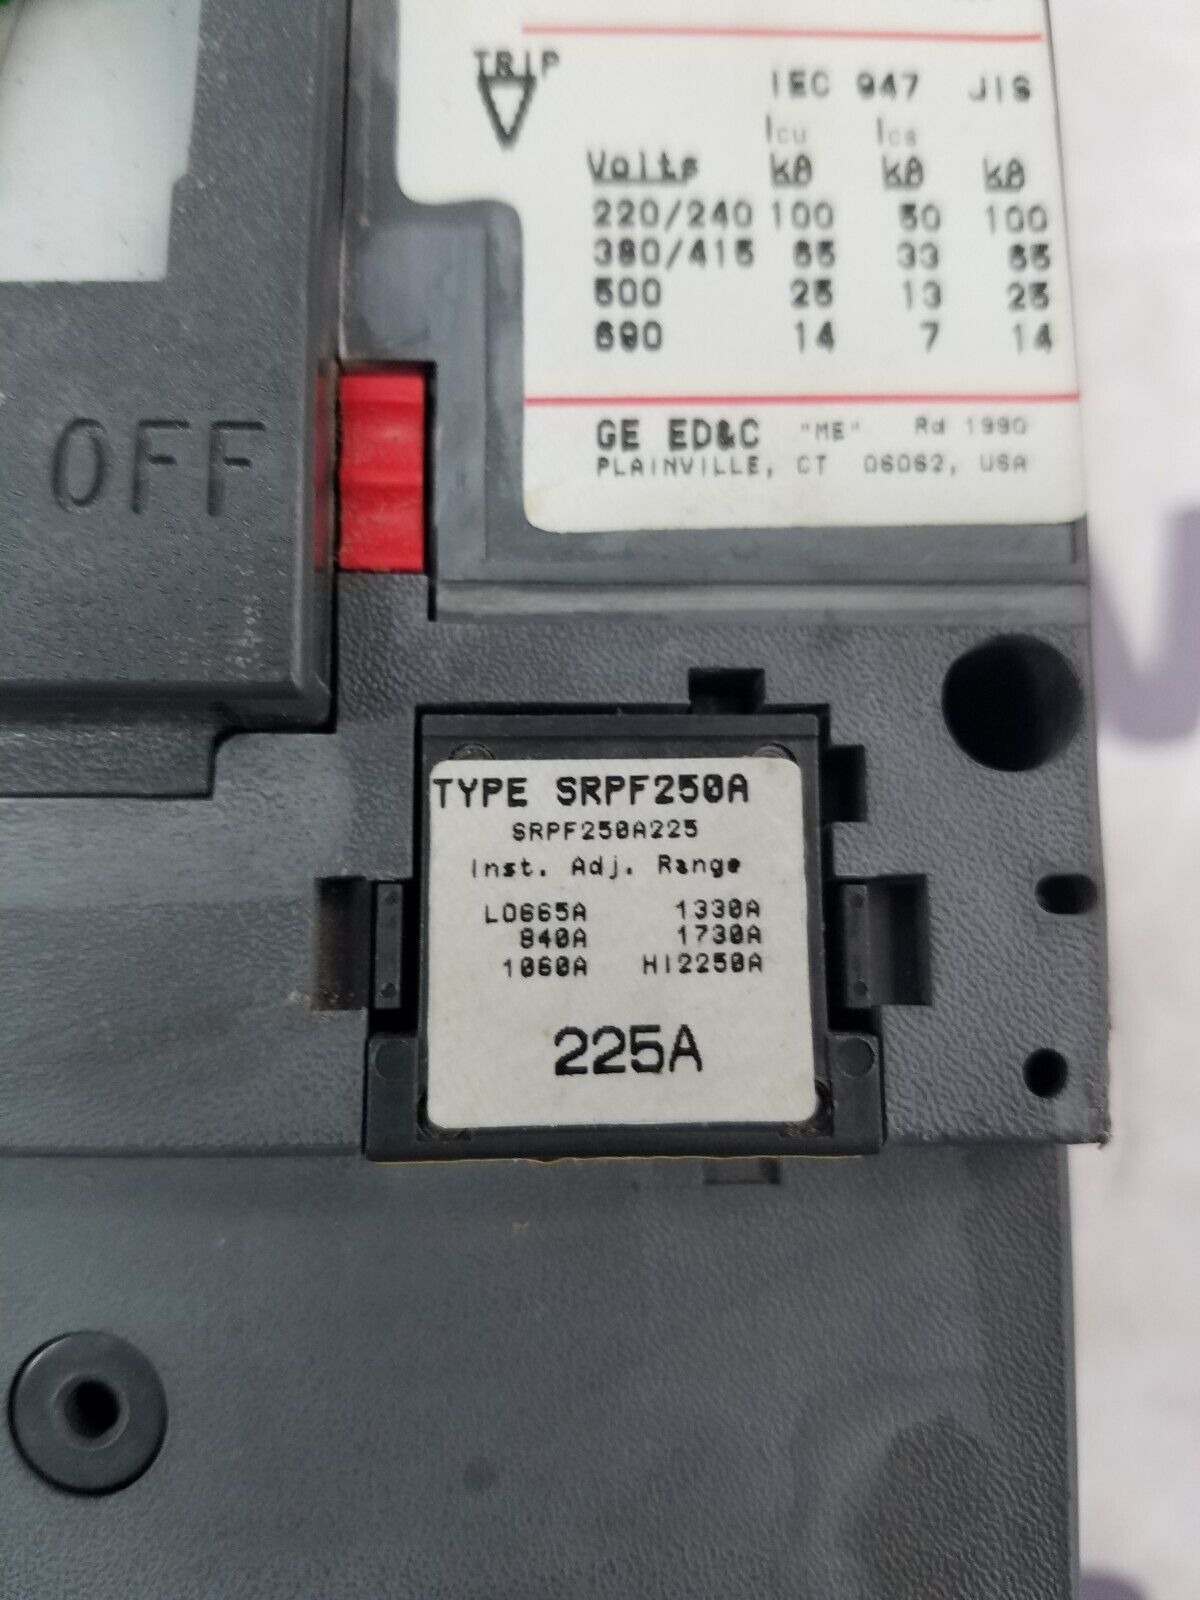 TRIP
IEC 947 JIS
Icu Ics
Volts kA kA kA
220/240 100 50 100
380/415 65 33 65
500 25 13 25
690 14 7 14
GE ED&C "ME" Rd 1990
PLAINVILLE, CT 06062, USA
OFF
TYPE SRPF250A
SRPF250A225
Inst. Adj. Range
LO665A 1330A
840A 1730A
1060A HI2250A
225A